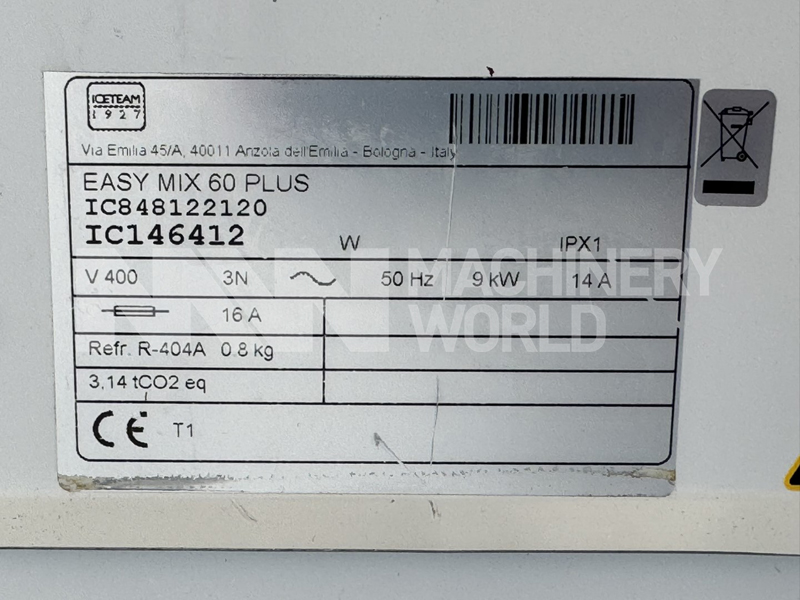 ICETEAM
1927
Via Emilia 45/A, 40011 Anzola dell'Emilia - Bologna - Italy
EASY MIX 60 PLUS
IC848122120
IC146412 W IPX1
V 400 3N 50 Hz 9 kW 14 A
16 A
Refr. R-404A 0.8 kg
3,14 tCO2 eq
CE T1
MACHINERY
WORLD